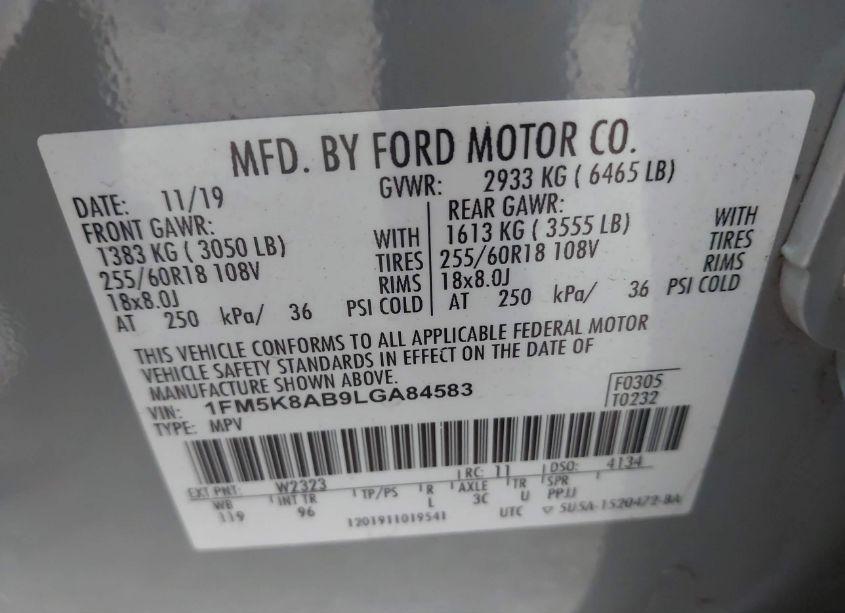 MFD. BY FORD MOTOR CO.
DATE: 11/19 GVWR: 2933 KG ( 6465 LB)
FRONT GAWR: REAR GAWR:
1383 KG ( 3050 LB) WITH 1613 KG ( 3555 LB) WITH
255/60R18 108V TIRES 255/60R18 108V TIRES
18x8.0J RIMS 18x8.0J RIMS
AT 250 kPa/ 36 PSI COLD AT 250 kPa/ 36 PSI COLD
THIS VEHICLE CONFORMS TO ALL APPLICABLE FEDERAL MOTOR
VEHICLE SAFETY STANDARDS IN EFFECT ON THE DATE OF
MANUFACTURE SHOWN ABOVE.
VIN: 1FM5K8AB9LGA84583 F0305
TYPE: MPV T0232
RC: 11 DSO: 4134
EXT PNT: W2323
WB INT TR TP/PS R AXLE TR SPR
119 96 L 3C U PPJJ
1201911019541 UTC 5U5A-1520472-BA